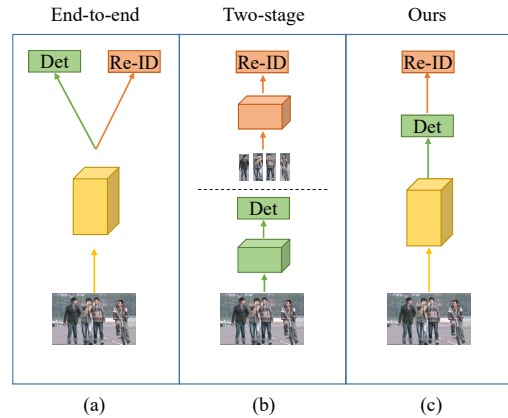 End-to-end
Two-stage
Ours
Det
Re-ID
Re-ID
Re-ID
Det
Det
(a)
(b)
(c)